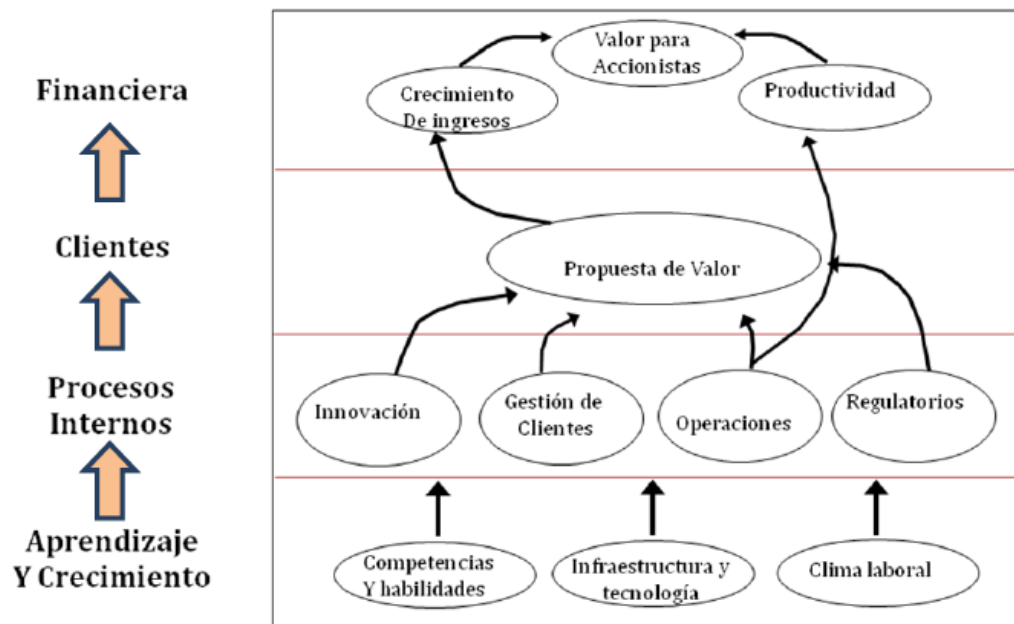 Financiera
Clientes
Procesos
Internos
Aprendizaje
Y Crecimiento
Valor para
Accionistas
Crecimiento
De ingresos
Productividad
Propuesta de Valor
Innovación
Gestión de
Clientes
Operaciones
Regulatorios
Competencias
Y habilidades
Infraestructura y
tecnología
Clima laboral